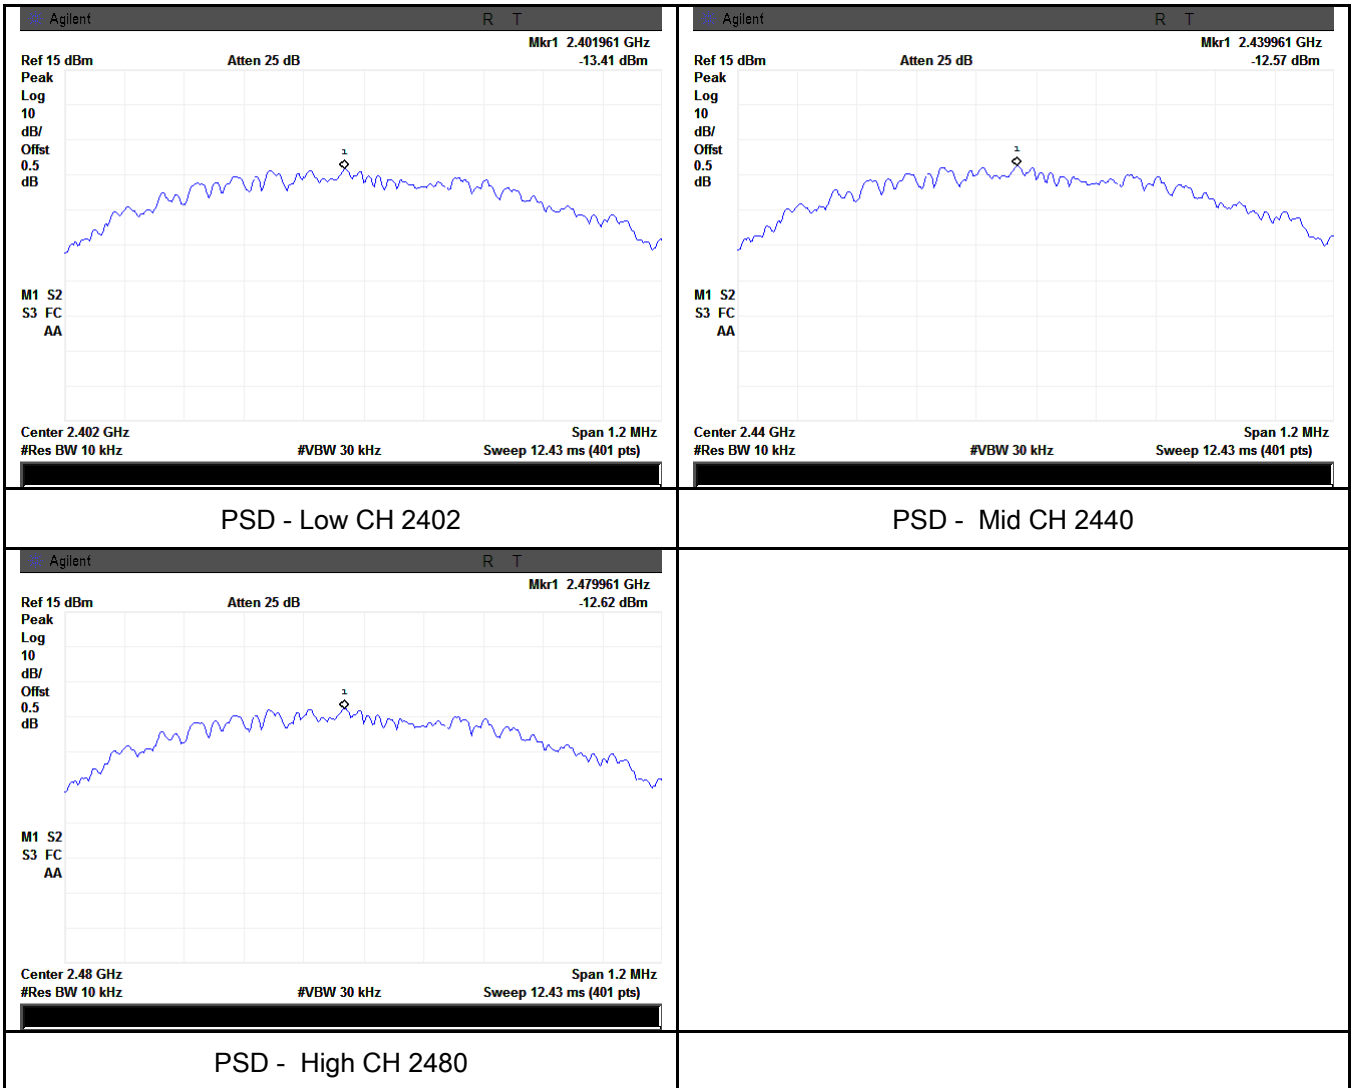 Agilent R T
Mkr1 2.401961 GHz
Ref 15 dBm Atten 25 dB -13.41 dBm
Peak
Log
10
dB/
Offst
0.5
dB
1
M1 S2
S3 FC
AA
Center 2.402 GHz Span 1.2 MHz
#Res BW 10 kHz #VBW 30 kHz Sweep 12.43 ms (401 pts)
PSD - Low CH 2402
Agilent R T
Mkr1 2.439961 GHz
Ref 15 dBm Atten 25 dB -12.57 dBm
Peak
Log
10
dB/
Offst
0.5
dB
1
M1 S2
S3 FC
AA
Center 2.44 GHz Span 1.2 MHz
#Res BW 10 kHz #VBW 30 kHz Sweep 12.43 ms (401 pts)
PSD - Mid CH 2440
Agilent R T
Mkr1 2.479961 GHz
Ref 15 dBm Atten 25 dB -12.62 dBm
Peak
Log
10
dB/
Offst
0.5
dB
1
M1 S2
S3 FC
AA
Center 2.48 GHz Span 1.2 MHz
#Res BW 10 kHz #VBW 30 kHz Sweep 12.43 ms (401 pts)
PSD - High CH 2480